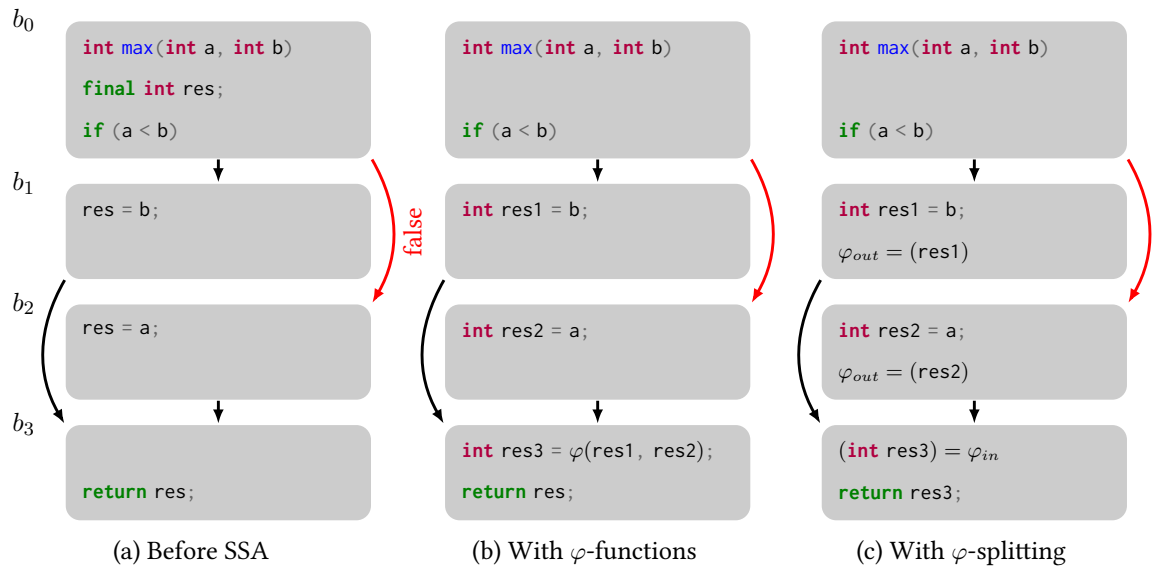 b0
int max(int a, int b)
final int res;
if (a < b)
b1
res = b;
b2
res = a;
b3
return res;
(a) Before SSA
false
int max(int a, int b)
if (a < b)
int res1 = b;
int res2 = a;
int res3 = φ(res1, res2);
return res;
(b) With φ-functions
int max(int a, int b)
if (a < b)
int res1 = b;
φout = (res1)
int res2 = a;
φout = (res2)
(int res3) = φin
return res3;
(c) With φ-splitting